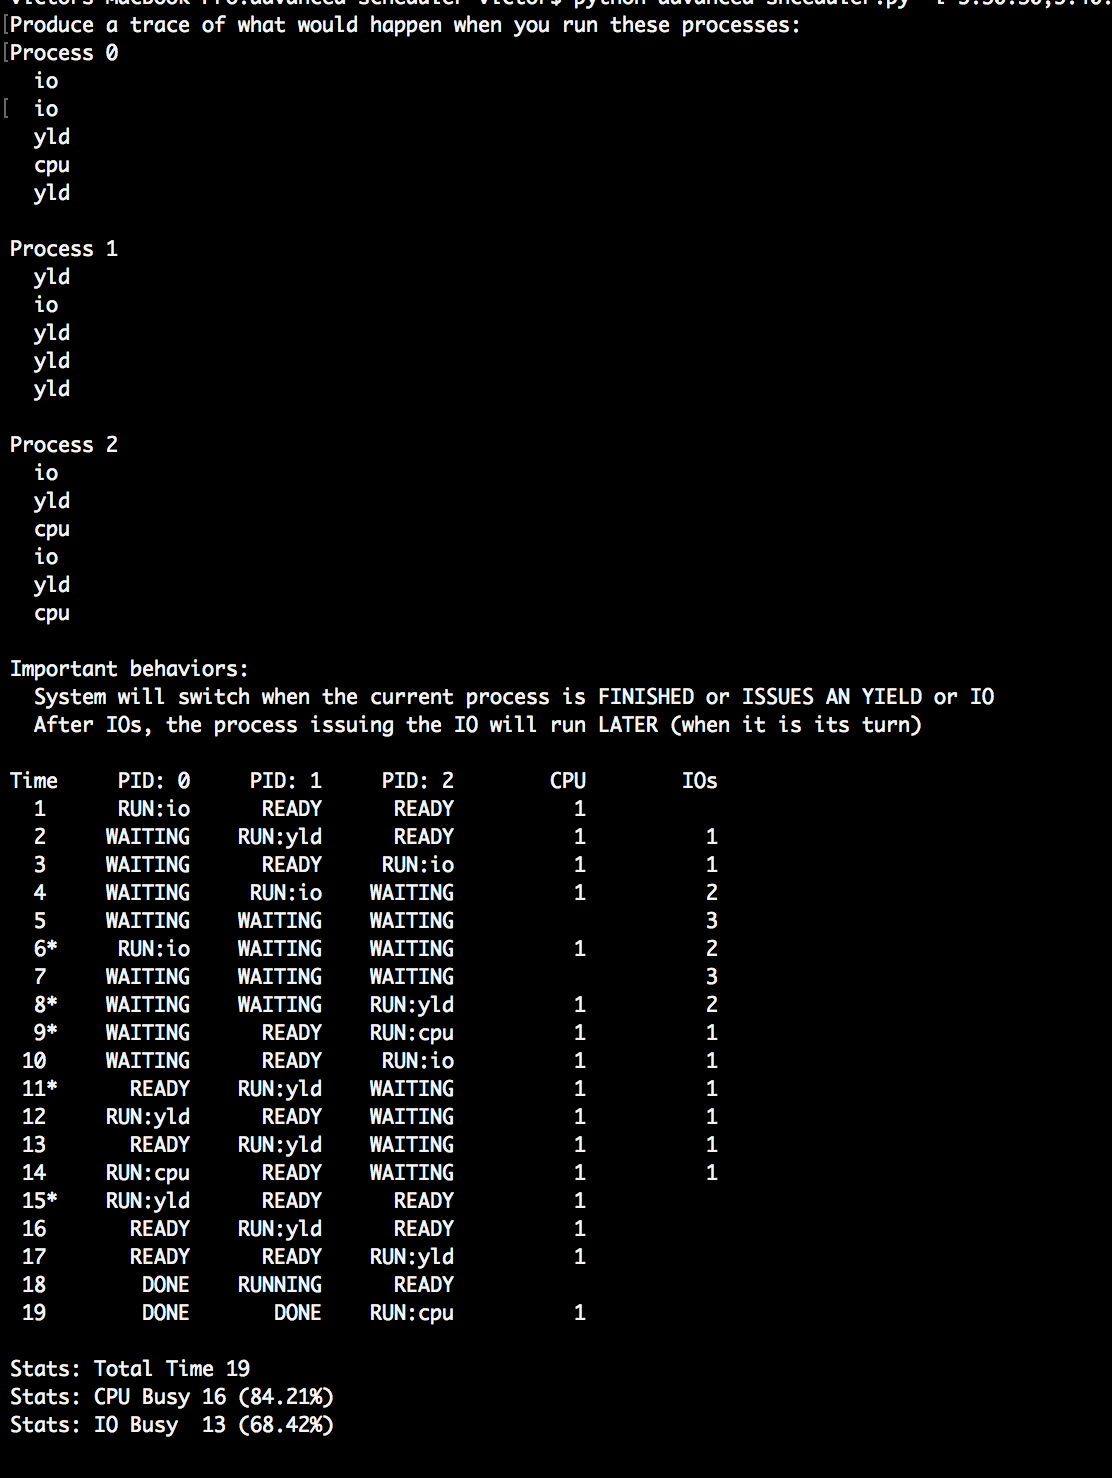 Produce a trace of what would happen when you run these processes:
Process 0
io
io
yld
cpu
yld
Process 1
yld
io
yld
yld
yld
Process 2
io
yld
cpu
io
yld
cpu
Important behaviors:
System will switch when the current process is FINISHED or ISSUES AN YIELD or IO
After IOs, the process issuing the IO will run LATER (when it is its turn)
Time PID: 0 PID: 1 PID: 2 CPU IOs
1 RUN:io READY READY 1
2 WAITING RUN:yld READY 1 1
3 WAITING READY RUN:io 1 1
4 WAITING RUN:io WAITING 1 2
5 WAITING WAITING WAITING 3
6* RUN:io WAITING WAITING 1 2
7 WAITING WAITING WAITING 3
8* WAITING WAITING RUN:yld 1 2
9* WAITING READY RUN:cpu 1 1
10 WAITING READY RUN:io 1 1
11* READY RUN:yld WAITING 1 1
12 RUN:yld READY WAITING 1 1
13 READY RUN:yld WAITING 1 1
14 RUN:cpu READY WAITING 1 1
15* RUN:yld READY READY 1
16 READY RUN:yld READY 1
17 READY READY RUN:yld 1
18 DONE RUNNING READY
19 DONE DONE RUN:cpu 1
Stats: Total Time 19
Stats: CPU Busy 16 (84.21%)
Stats: IO Busy 13 (68.42%)